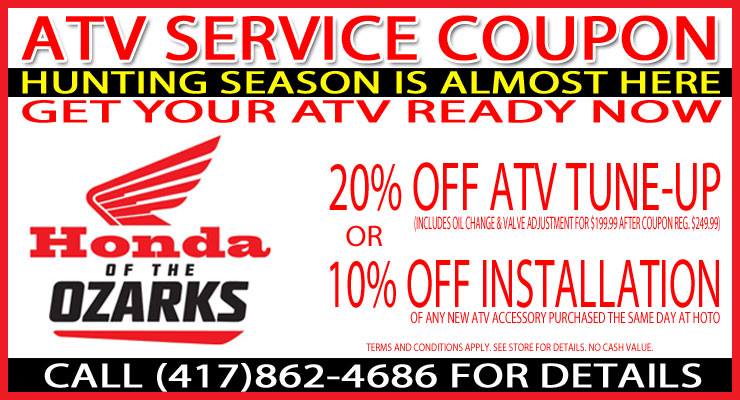 ATV SERVICE COUPON
HUNTING SEASON IS ALMOST HERE
GET YOUR ATV READY NOW
Honda
OF THE
OZARKS
20% OFF ATV TUNE-UP
(INCLUDES OIL CHANGE & VALVE ADJUSTMENT FOR $199.99 AFTER COUPON REG. $249.99)
OR
10% OFF INSTALLATION
OF ANY NEW ATV ACCESSORY PURCHASED THE SAME DAY AT HOTO
TERMS AND CONDITIONS APPLY. SEE STORE FOR DETAILS. NO CASH VALUE.
CALL (417)862-4686 FOR DETAILS